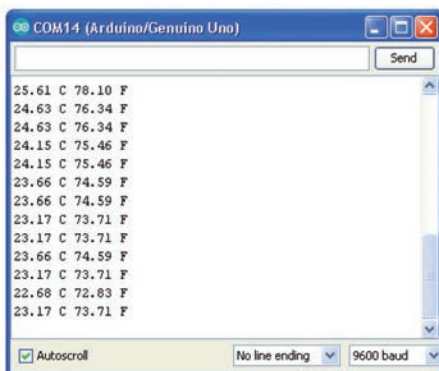 COM14 (Arduino/Genuino Uno)
Send
25.61 C 78.10 F
24.63 C 76.34 F
24.63 C 76.34 F
24.15 C 75.46 F
24.15 C 75.46 F
23.66 C 74.59 F
23.66 C 74.59 F
23.17 C 73.71 F
23.17 C 73.71 F
23.66 C 74.59 F
23.17 C 73.71 F
22.68 C 72.83 F
23.17 C 73.71 F
Autoscroll No line ending 9600 baud